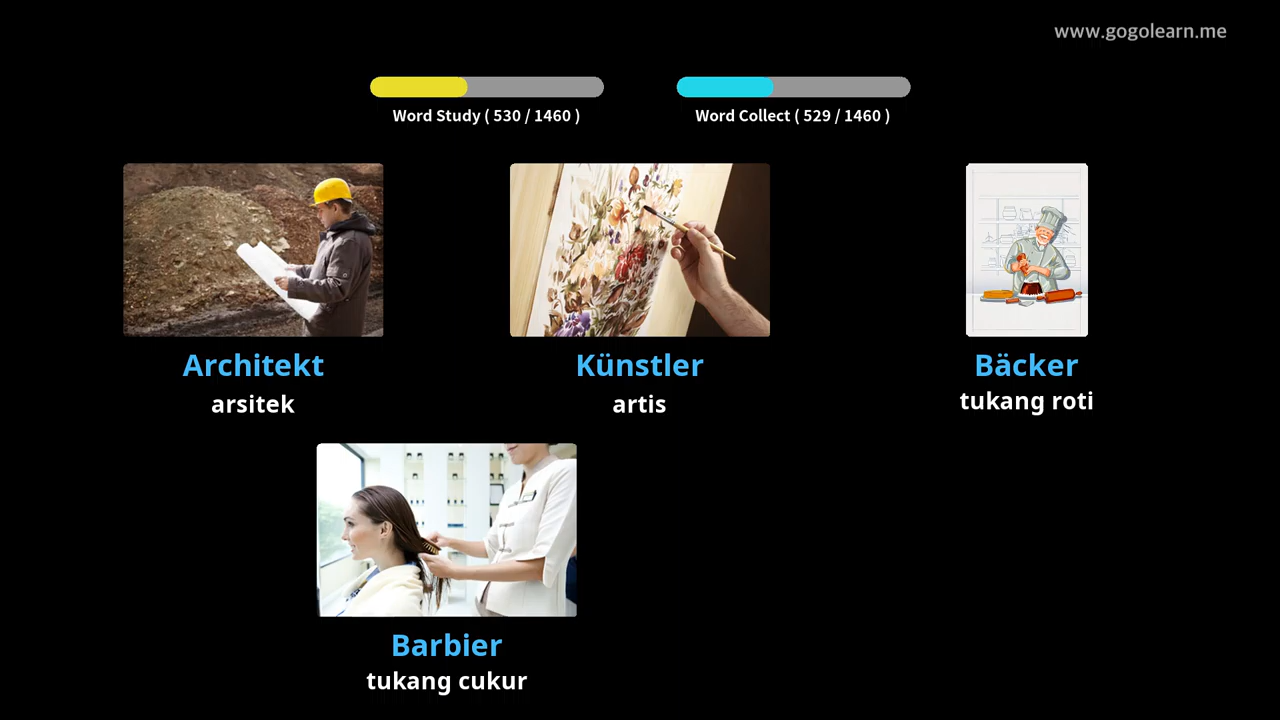 www.gogolearn.me
Word Study ( 530 / 1460 )
Word Collect ( 529 / 1460 )
Architekt
arsitek
Künstler
artis
Bäcker
tukang roti
Barbier
tukang cukur